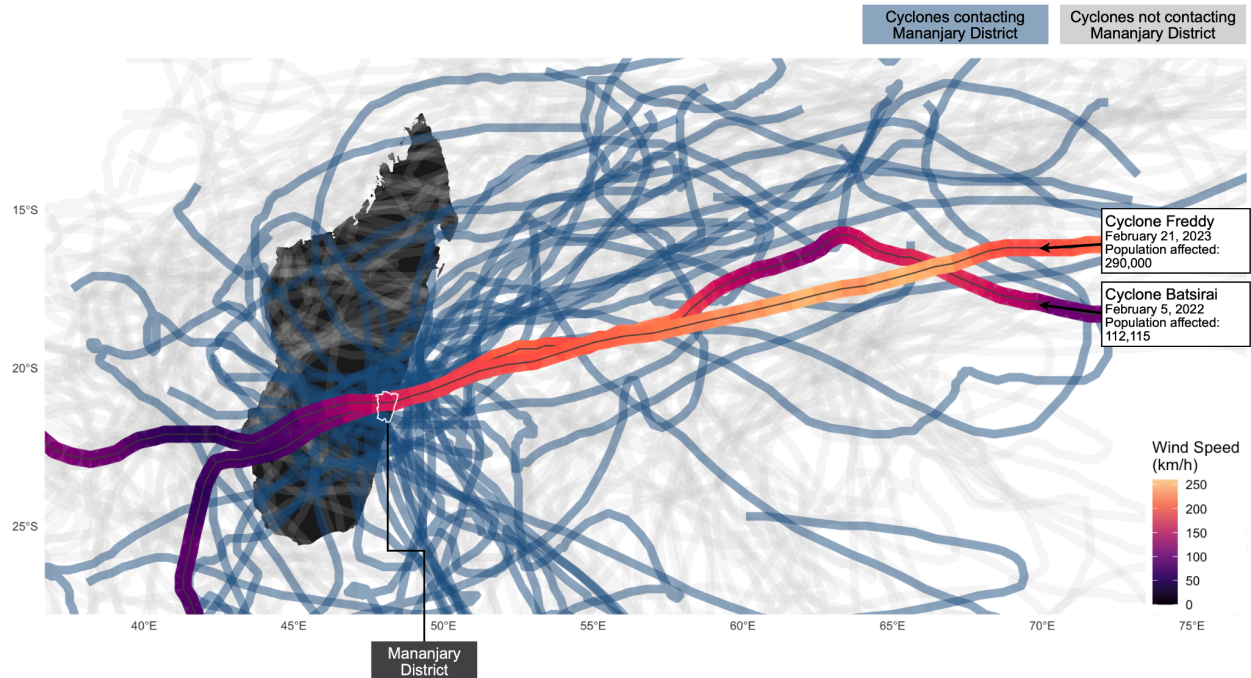 Cyclones contacting
Mananjary District
Cyclones not contacting
Mananjary District
15°S
20°S
25°S
Cyclone Freddy
February 21, 2023
Population affected:
290,000
Cyclone Batsirai
February 5, 2022
Population affected:
112,115
Wind Speed
(km/h)
250
200
150
100
50
0
40°E
45°E
50°E
55°E
60°E
65°E
70°E
75°E
Mananjary
District